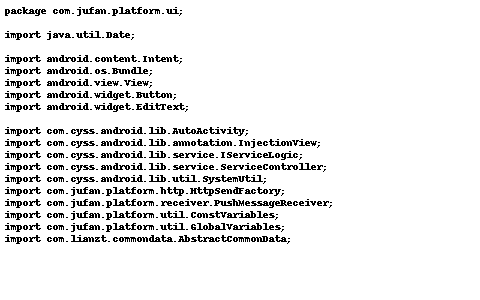 package com.jufan.platform.ui;

import java.util.Date;

import android.content.Intent;
import android.os.Bundle;
import android.view.View;
import android.widget.Button;
import android.widget.EditText;

import com.cyss.android.lib.AutoActivity;
import com.cyss.android.lib.annotation.InjectionView;
import com.cyss.android.lib.service.IServiceLogic;
import com.cyss.android.lib.service.ServiceController;
import com.cyss.android.lib.util.SystemUtil;
import com.jufan.platform.http.HttpSendFactory;
import com.jufan.platform.receiver.PushMessageReceiver;
import com.jufan.platform.util.ConstVariables;
import com.jufan.platform.util.GlobalVariables;
import com.lianzt.commondata.AbstractCommonData;